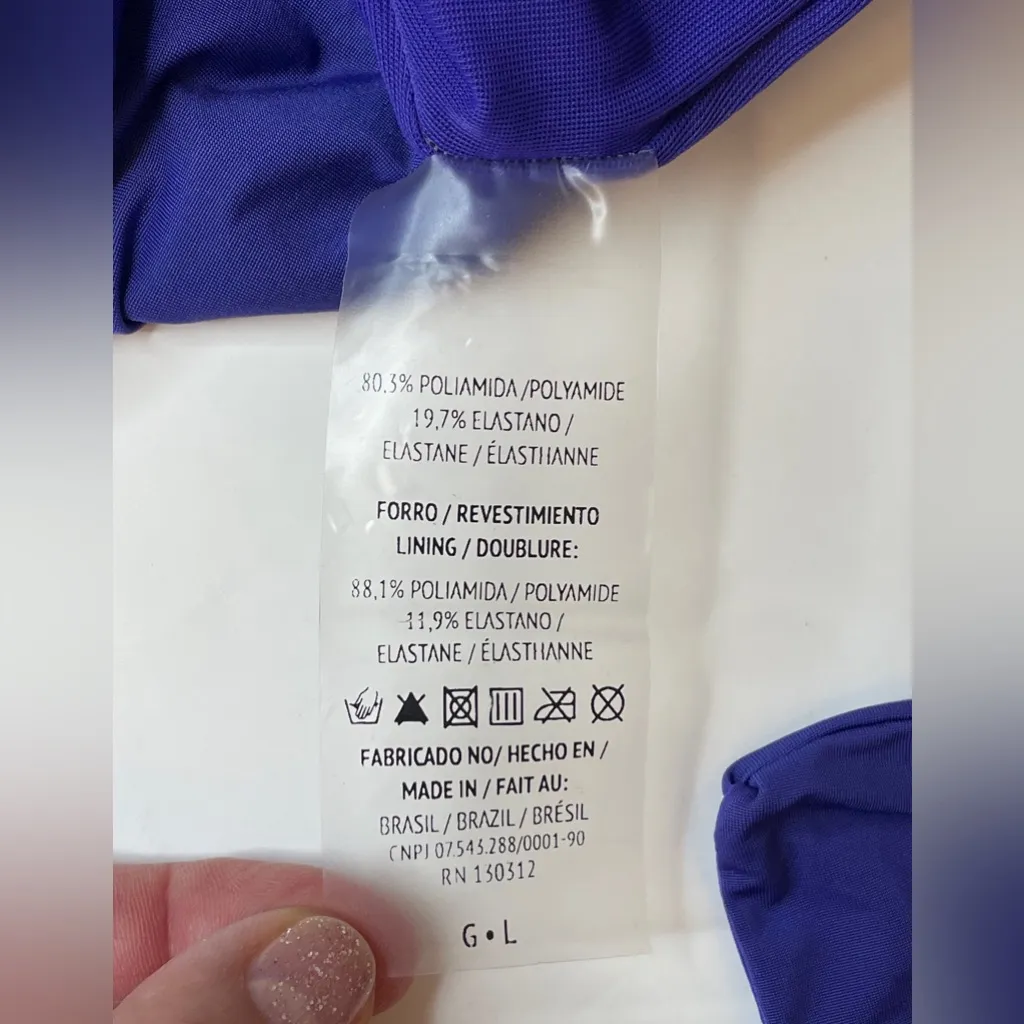 80,3% POLIAMIDA /POLYAMIDE
19,7% ELASTANO /
ELASTANE / ÉLASTHANNE
FORRO / REVESTIMIENTO
LINING / DOUBLURE:
88,1% POLIAMIDA / POLYAMIDE
11,9% ELASTANO /
ELASTANE / ÉLASTHANNE
FABRICADO NO/ HECHO EN /
MADE IN / FAIT AU:
BRASIL / BRAZIL / BRÉSIL
CNPJ 07.543.288/0001-90
RN 130312
G • L